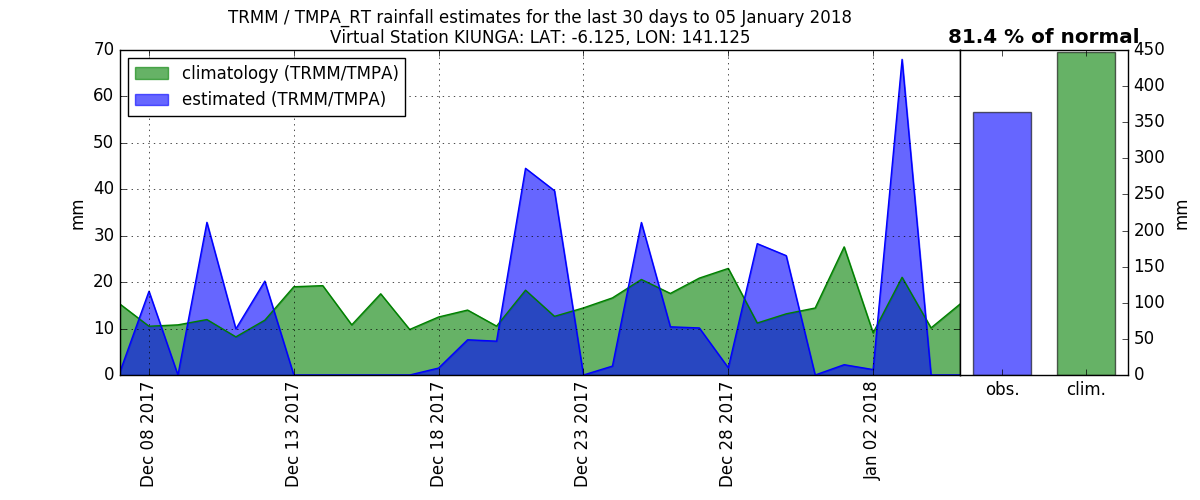 TRMM / TMPA_RT rainfall estimates for the last 30 days to 05 January 2018
Virtual Station KIUNGA: LAT: -6.125, LON: 141.125
81.4 % of normal
climatology (TRMM/TMPA)
estimated (TRMM/TMPA)
70
60
50
40
30
20
10
0
mm
Dec 08 2017
Dec 13 2017
Dec 18 2017
Dec 23 2017
Dec 28 2017
Jan 02 2018
450
400
350
300
250
200
150
100
50
0
mm
obs.
clim.